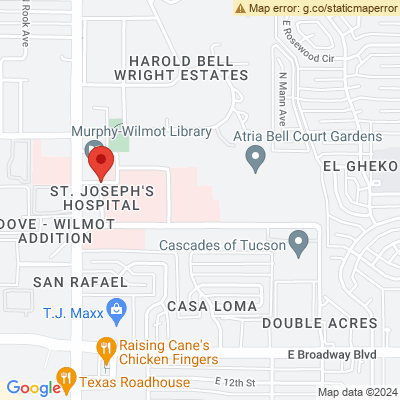 Map error: g.co/staticmaperror
Rook Ave
E Rosewood Cir
HAROLD BELL
WRIGHT ESTATES
N Mann Ave
Murphy-Wilmot Library
Atria Bell Court Gardens
EL GHEKO
ST. JOSEPH'S
HOSPITAL
DOVE - WILMOT
ADDITION
Cascades of Tucson
SAN RAFAEL
CASA LOMA
T.J. Maxx
DOUBLE ACRES
Raising Cane's
Chicken Fingers
E Broadway Blvd
Google
Texas Roadhouse
E 12th St
Map data ©2024